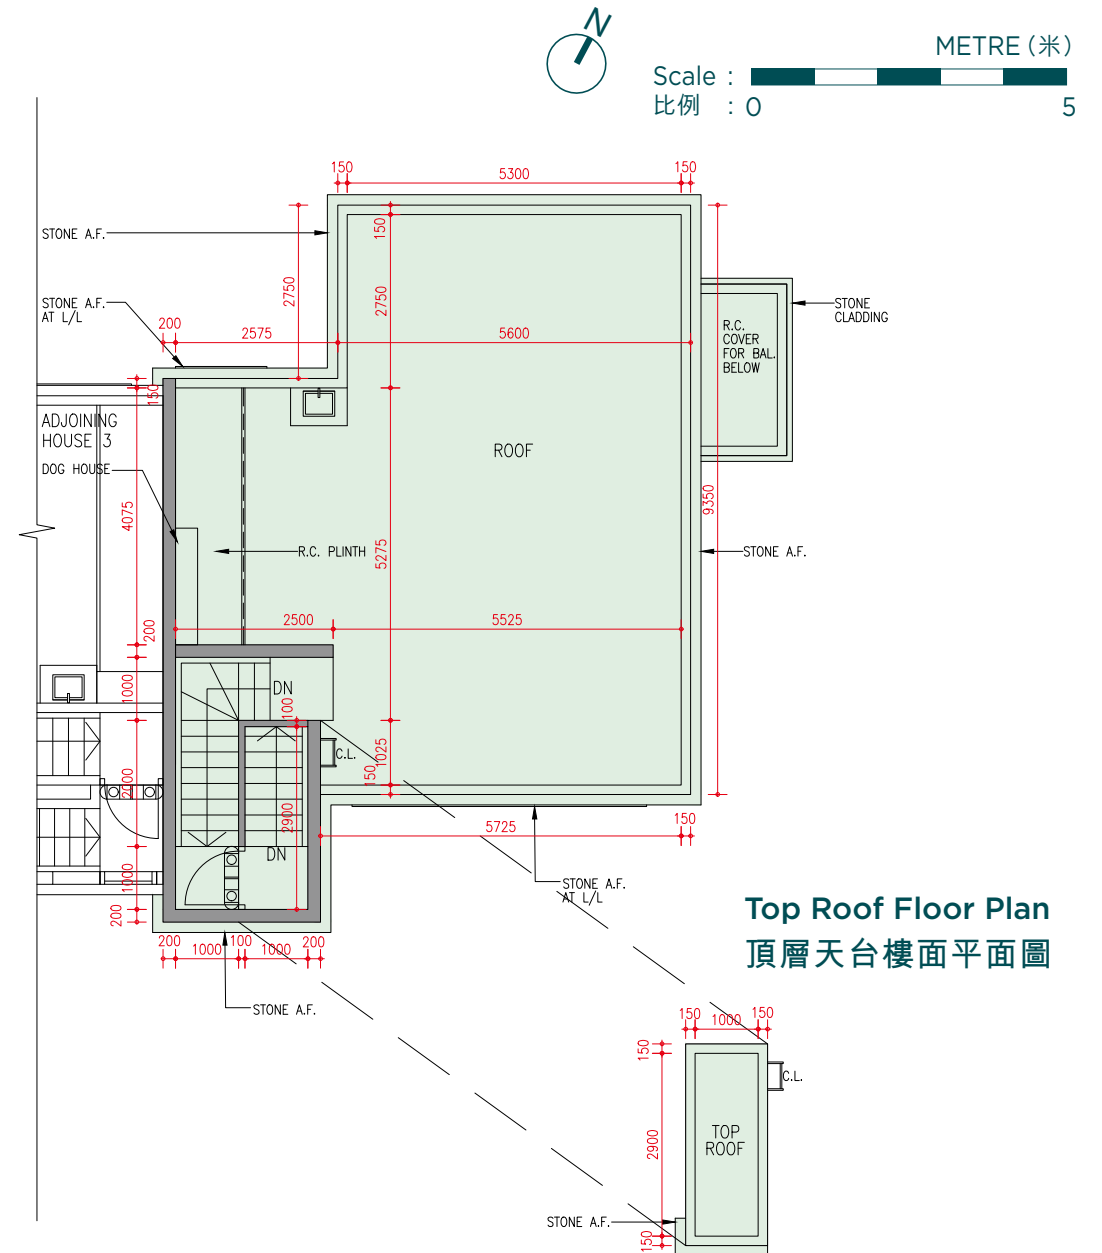 N
METRE (米)
Scale :
比例 : 0 5
150 5300 150
STONE A.F.
150
2750
2750
STONE A.F.
AT L/L
200 2575 5600
STONE
CLADDING
R.C.
COVER
FOR BAL.
BELOW
150
ADJOINING
HOUSE 3
DOG HOUSE
ROOF
4075
9350
R.C. PLINTH
5275
STONE A.F.
2500 5525
200
1000
DN
100
C.L.
1025
150
2000
2900
5725 150
DN
1000
STONE A.F.
AT L/L
200
200 1000 100 1000 200
STONE A.F.
Top Roof Floor Plan
頂層天台樓面平面圖
150 1000 150
150
C.L.
2900
TOP
ROOF
STONE A.F.
150